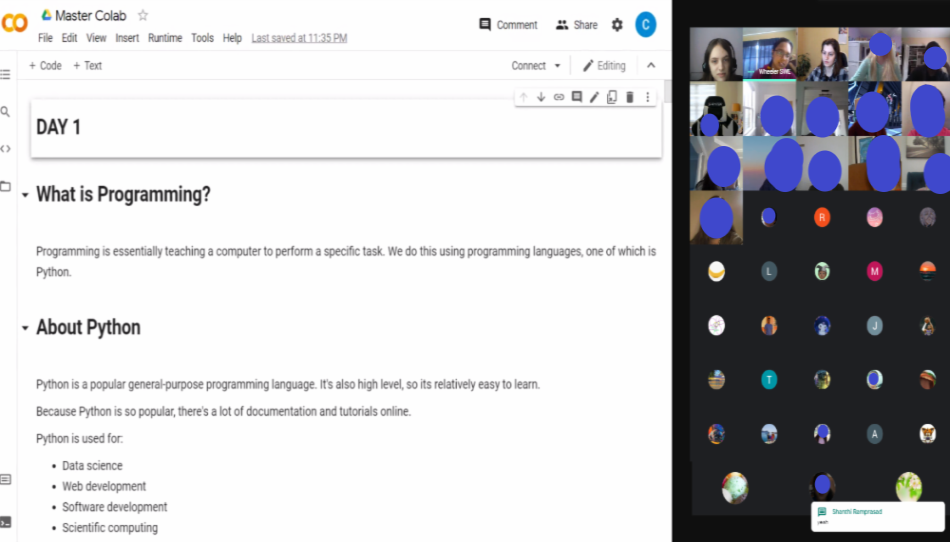 Master Colab
Comment
Share
C
File Edit View Insert Runtime Tools Help Last saved at 11:35 PM
+ Code + Text
Connect
Editing
DAY 1
What is Programming?
Programming is essentially teaching a computer to perform a specific task. We do this using programming languages, one of which is
Python.
About Python
Python is a popular general-purpose programming language. It's also high level, so its relatively easy to learn.
Because Python is so popular, there's a lot of documentation and tutorials online.
Python is used for:
• Data science
• Web development
• Software development
• Scientific computing
R
L
M
J
T
A
Shanthi Ramprasad
yeah